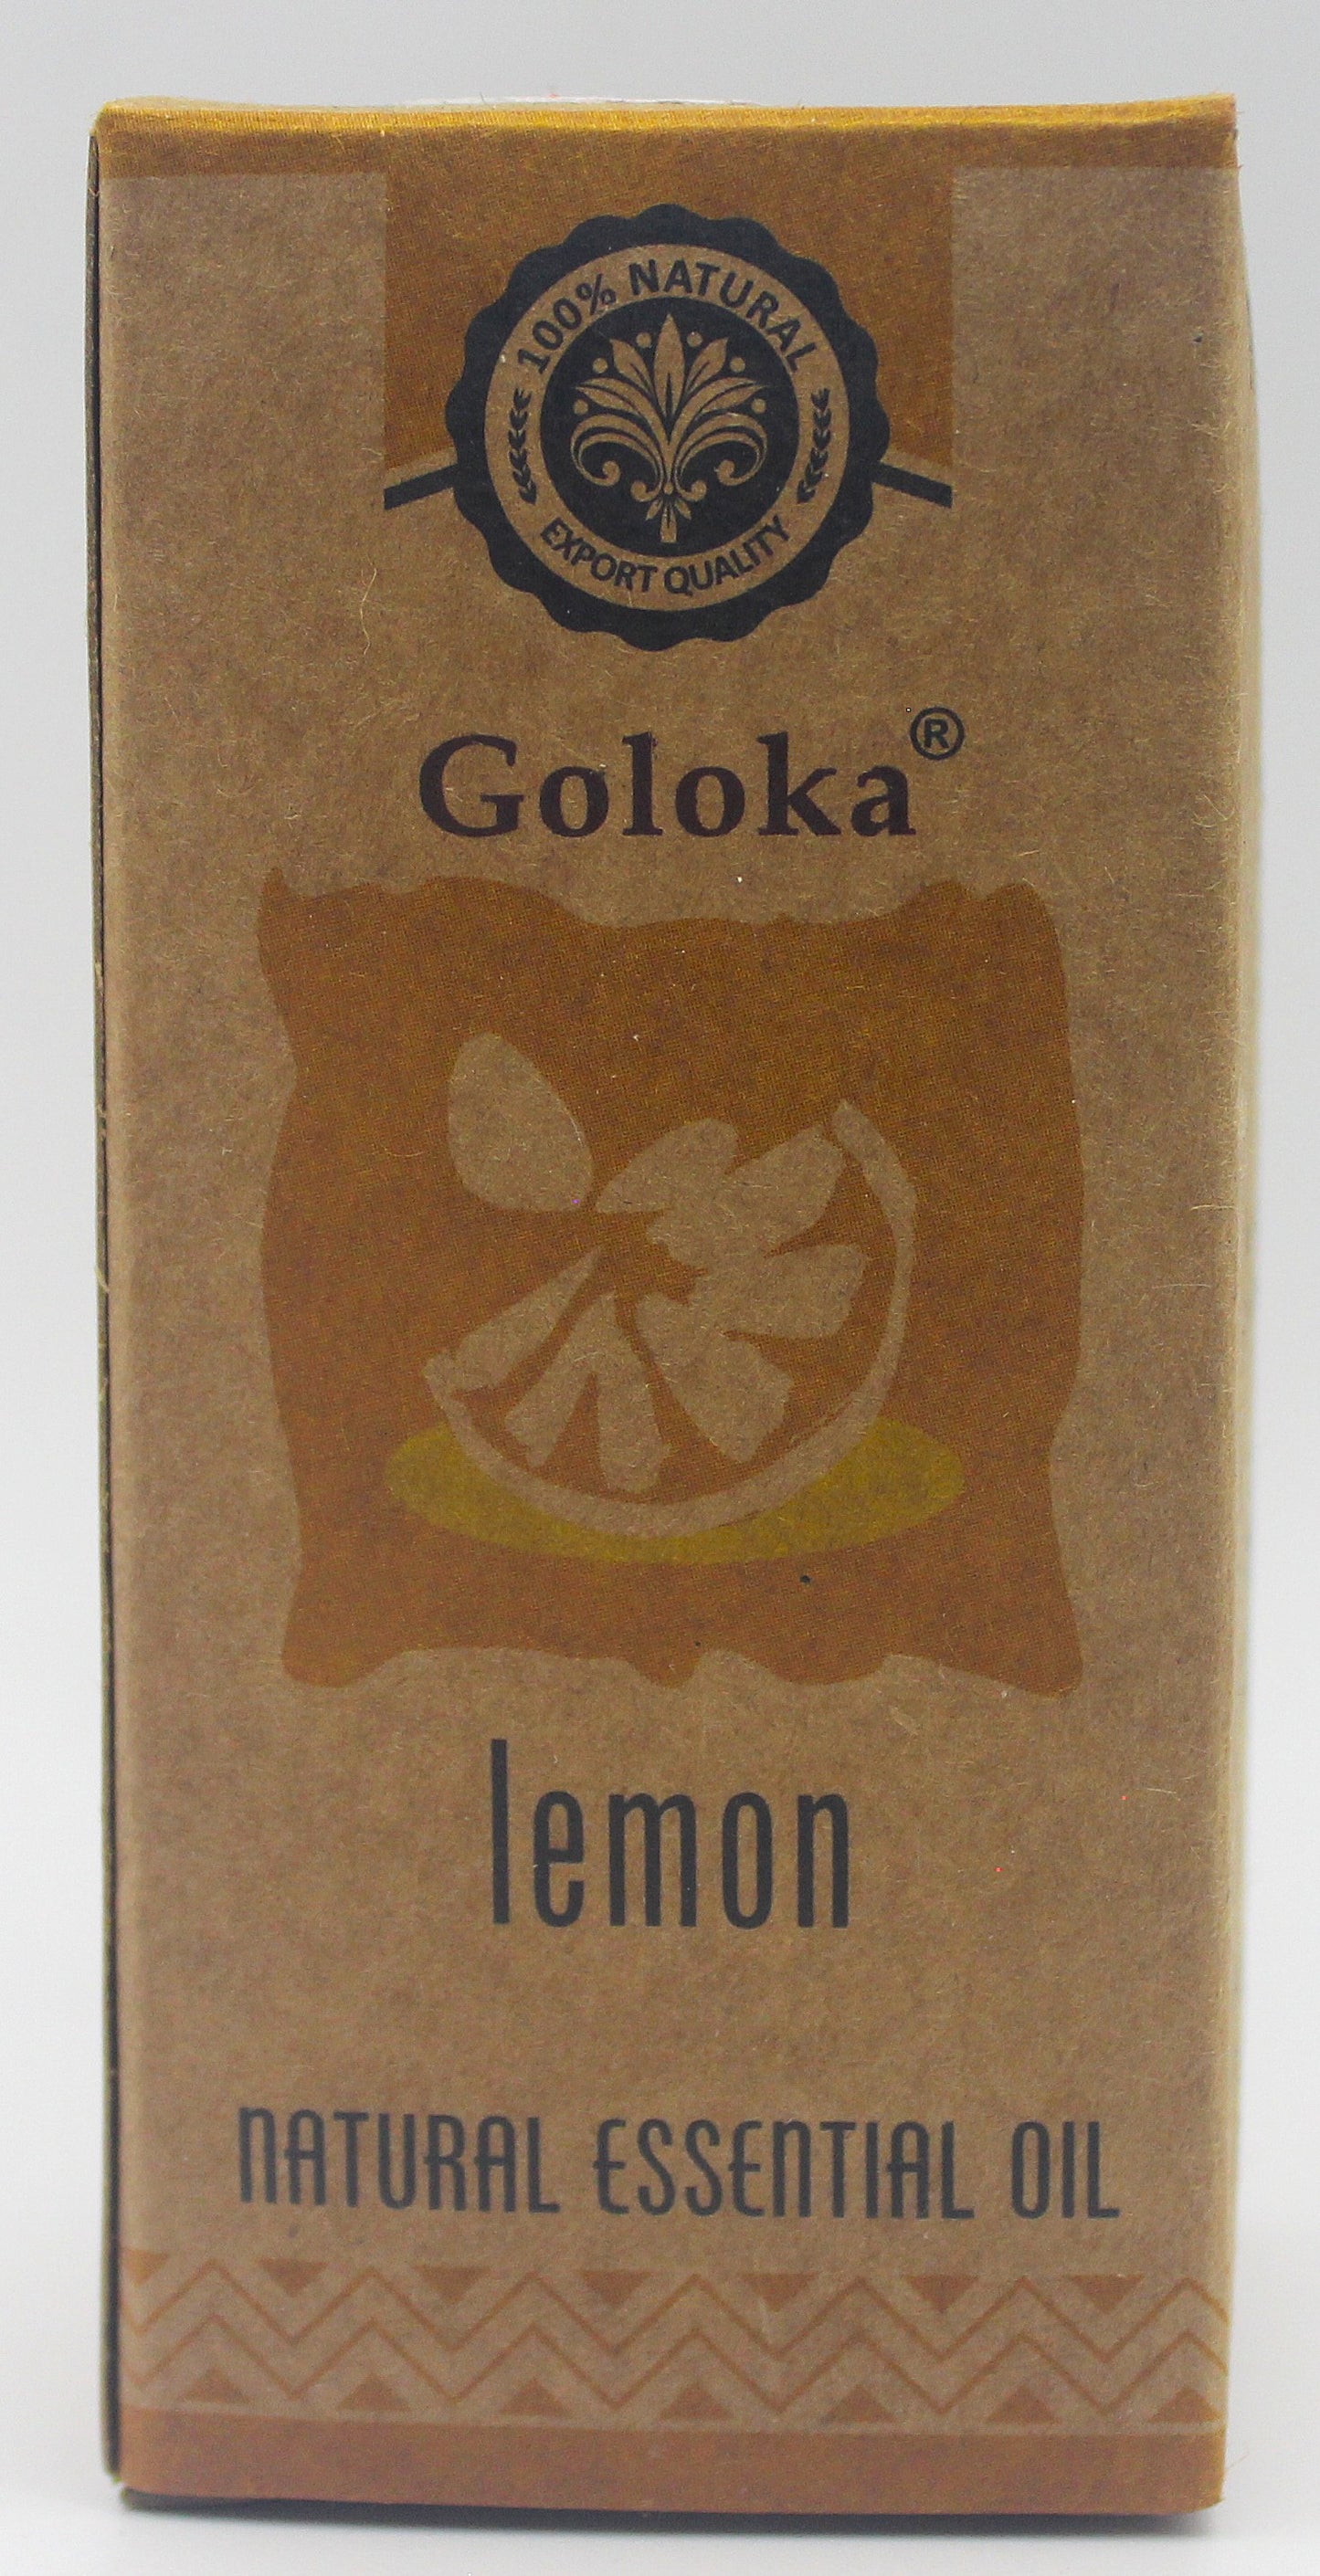 100% NATURAL
EXPORT QUALITY
Goloka®
lemon
NATURAL ESSENTIAL OIL